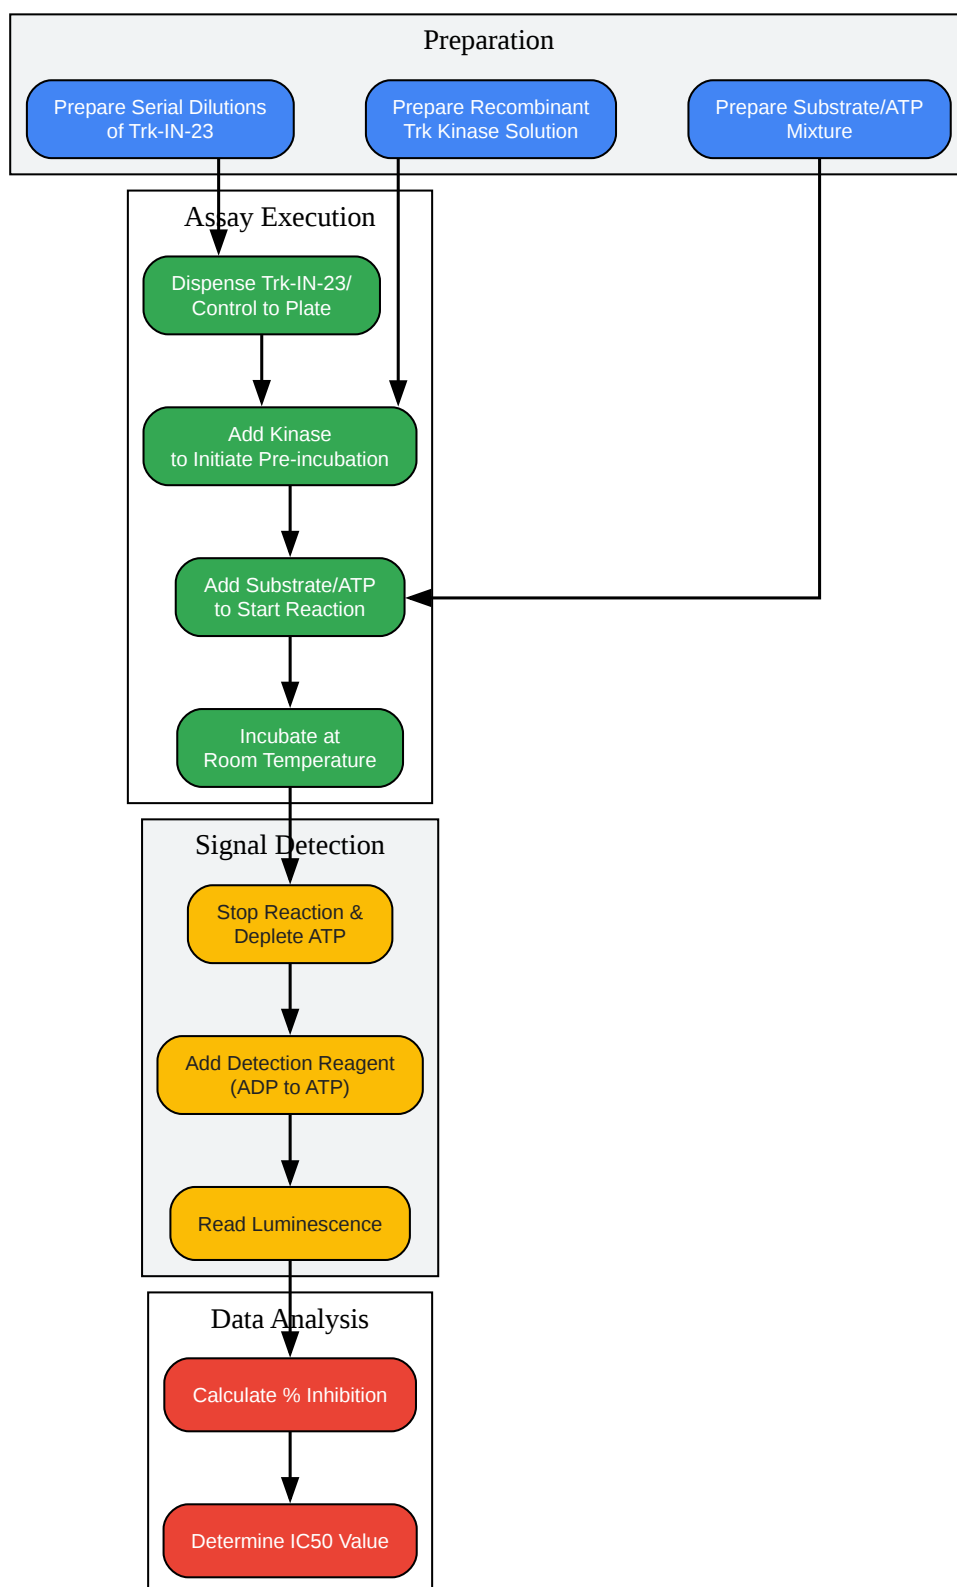 Preparation
Prepare Serial Dilutions
of Trk-IN-23
Prepare Recombinant
Trk Kinase Solution
Prepare Substrate/ATP
Mixture
Assay Execution
Dispense Trk-IN-23/
Control to Plate
Add Kinase
to Initiate Pre-incubation
Add Substrate/ATP
to Start Reaction
Incubate at
Room Temperature
Signal Detection
Stop Reaction &
Deplete ATP
Add Detection Reagent
(ADP to ATP)
Read Luminescence
Data Analysis
Calculate % Inhibition
Determine IC50 Value